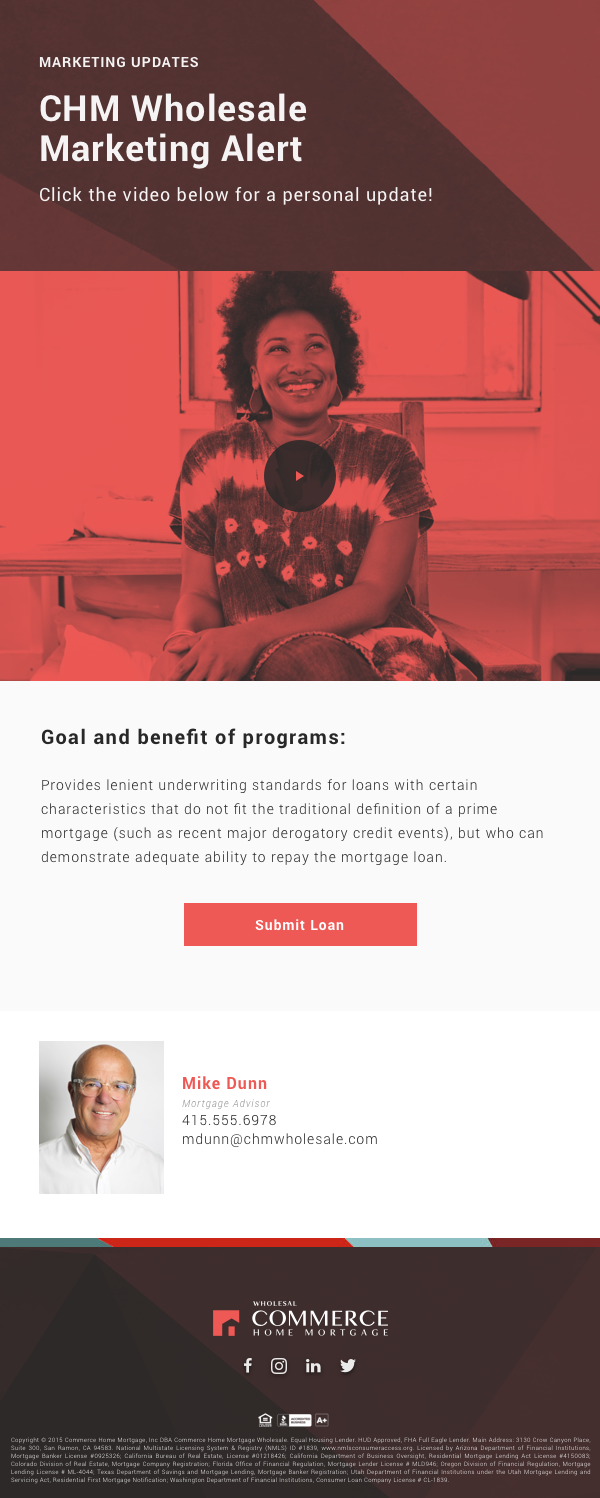 MARKETING UPDATES
CHM Wholesale
Marketing Alert
Click the video below for a personal update!
Goal and benefit of programs:
Provides lenient underwriting standards for loans with certain
characteristics that do not fit the traditional definition of a prime
mortgage (such as recent major derogatory credit events), but who can
demonstrate adequate ability to repay the mortgage loan.
Submit Loan
Mike Dunn
Mortgage Advisor
415.555.6978
mdunn@chmwholesale.com
WHOLESAL
COMMERCE
HOME MORTGAGE
ACCREDITED
BUSINESS
A+
Copyright © 2015 Commerce Home Mortgage, Inc DBA Commerce Home Mortgage Wholesale. Equal Housing Lender. HUD Approved, FHA Full Eagle Lender. Main Address: 3130 Crow Canyon Place,
Suite 300, San Ramon, CA 94583. National Multistate Licensing System & Registry (NMLS) ID #1839, www.nmlsconsumeraccess.org. Licensed by Arizona Department of Financial Institutions,
Mortgage Banker License #0925326; California Bureau of Real Estate, License #01218426; California Department of Business Oversight, Residential Mortgage Lending Act License #4150083;
Colorado Division of Real Estate, Mortgage Company Registration; Florida Office of Financial Regulation, Mortgage Lender License # MLD946; Oregon Division of Financial Regulation, Mortgage
Lending License # ML-4044; Texas Department of Savings and Mortgage Lending, Mortgage Banker Registration; Utah Department of Financial Institutions under the Utah Mortgage Lending and
Servicing Act, Residential First Mortgage Notification; Washington Department of Financial Institutions, Consumer Loan Company License # CL-1839.